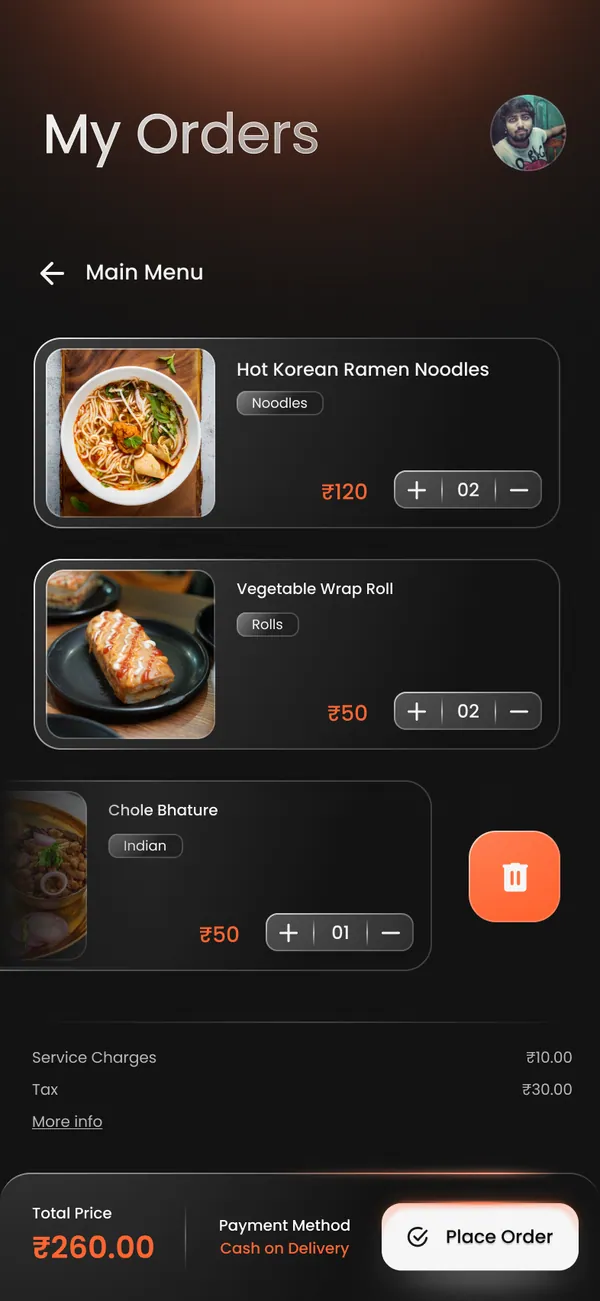 My Orders
Main Menu
Hot Korean Ramen Noodles
Noodles
₹120
02
Vegetable Wrap Roll
Rolls
₹50
02
Chole Bhature
Indian
₹50
01
Service Charges ₹10.00
Tax ₹30.00
More info
Total Price
₹260.00
Payment Method
Cash on Delivery
Place Order